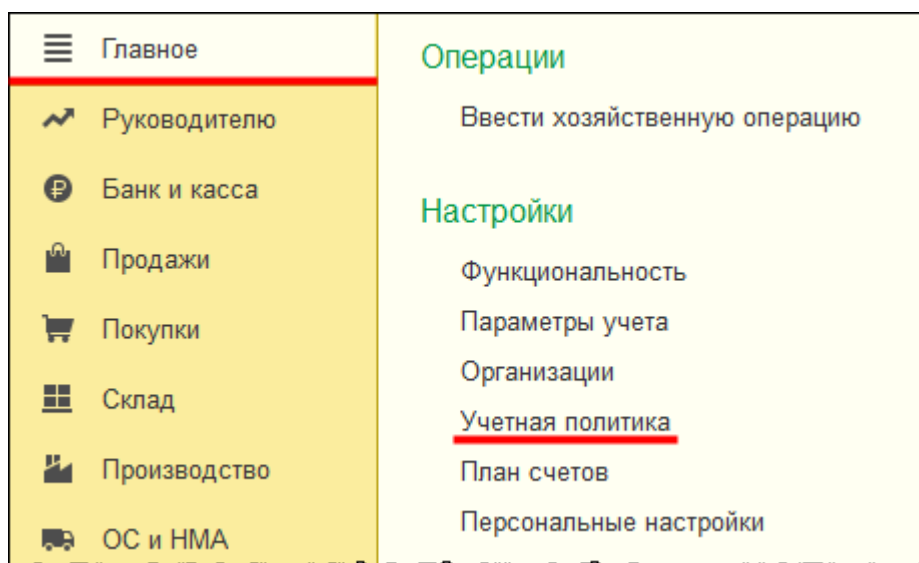 Главное
Руководителю
Банк и касса
Продажи
Покупки
Склад
Производство
ОС и НМА
Операции
Ввести хозяйственную операцию
Настройки
Функциональность
Параметры учета
Организации
Учетная политика
План счетов
Персональные настройки